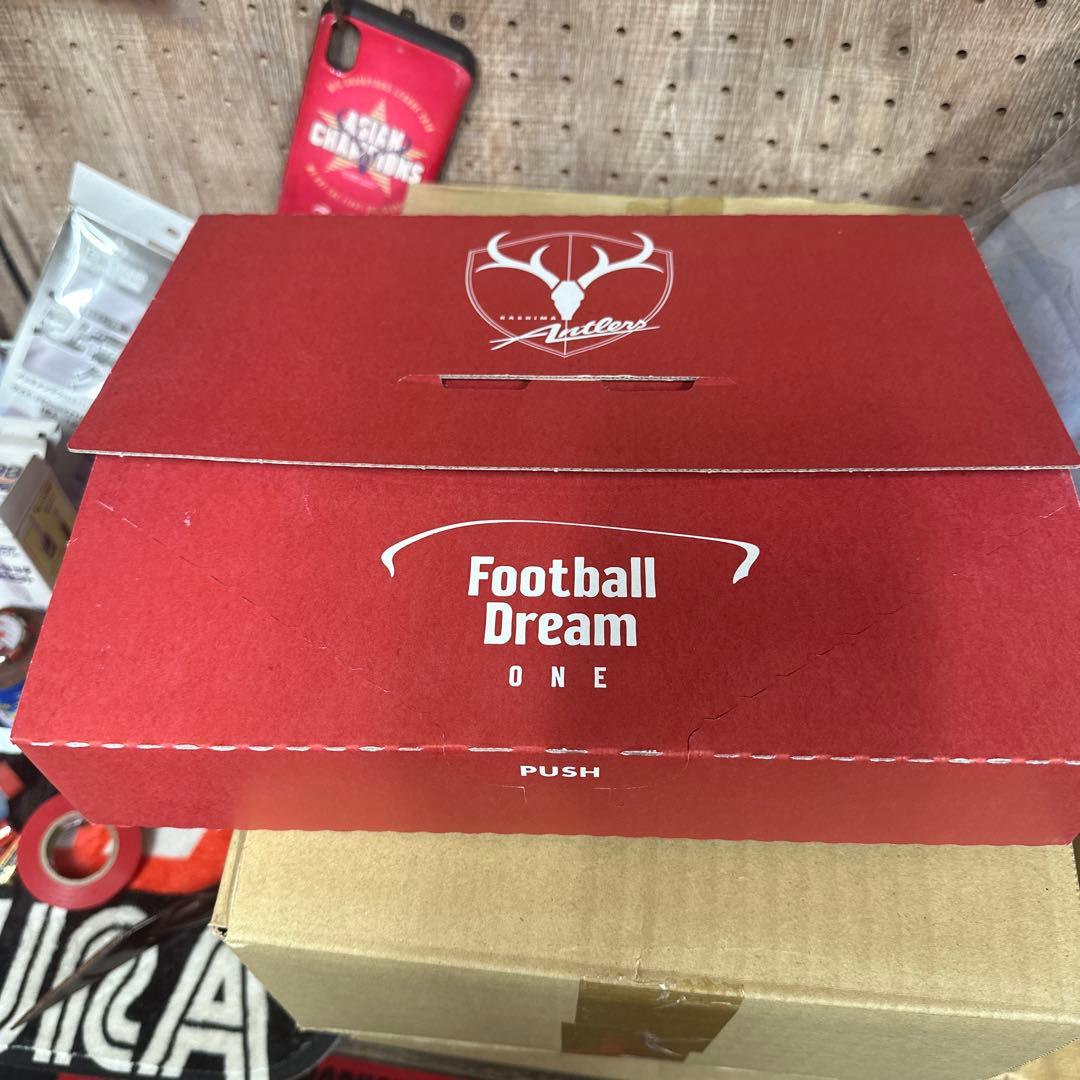 ASIAN
CHAMPIONS
KASHIMA
Antlers
Football
Dream
ONE
PUSH